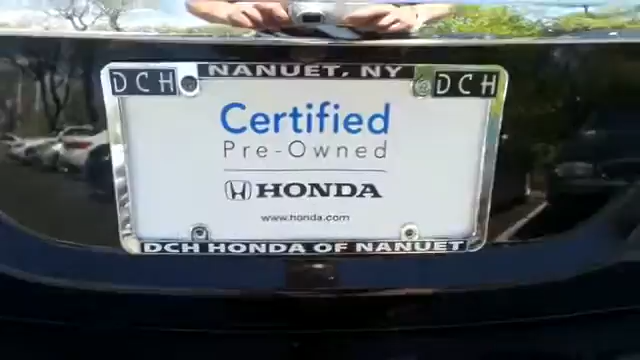 DCH NANUET, NY DCH
Certified
Pre-Owned
HONDA
www.honda.com
DCH HONDA OF NANUET